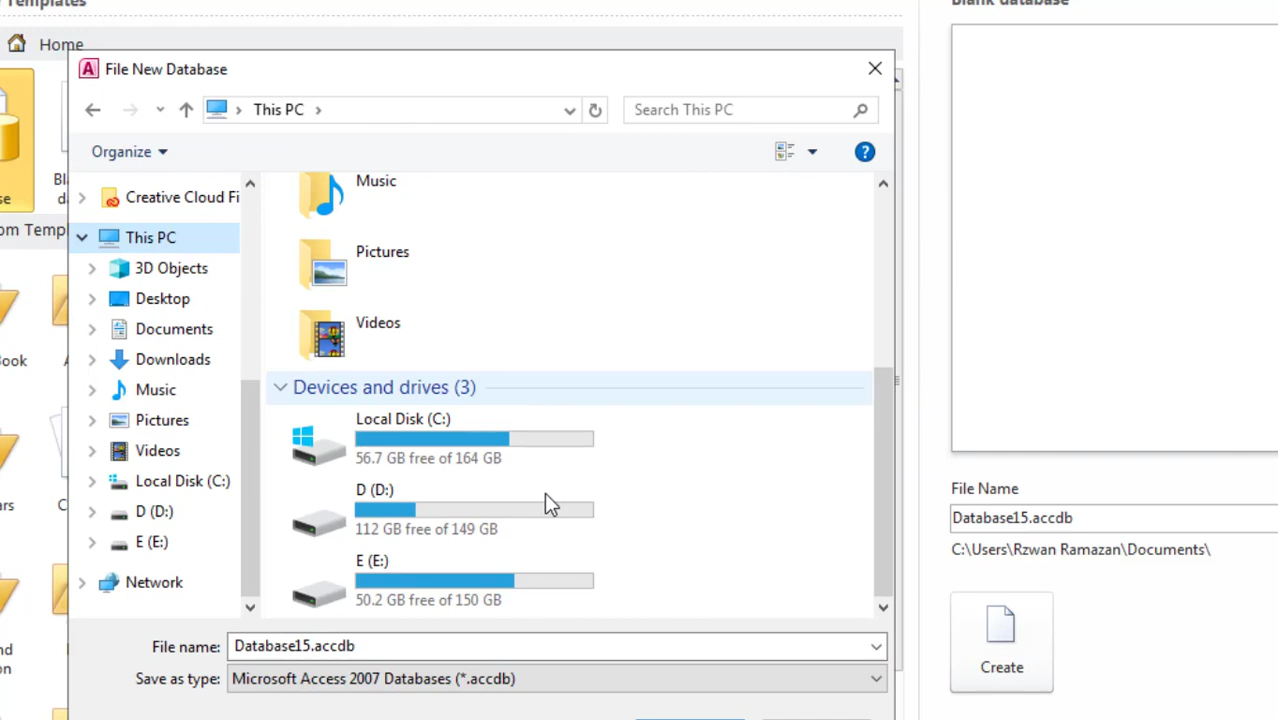 Templates
Blank database
Home
File New Database
This PC
Search This PC
Organize
Creative Cloud Fi
Music
This PC
3D Objects
Pictures
Desktop
Documents
Videos
Downloads
Music
Devices and drives (3)
Pictures
Local Disk (C:)
Videos
56.7 GB free of 164 GB
Local Disk (C:)
D (D:)
D (D:)
112 GB free of 149 GB
E (E:)
E (E:)
Network
50.2 GB free of 150 GB
File name: Database15.accdb
Save as type: Microsoft Access 2007 Databases (*.accdb)
File Name
Database15.accdb
C:\Users\Rzwan Ramazan\Documents\
Create